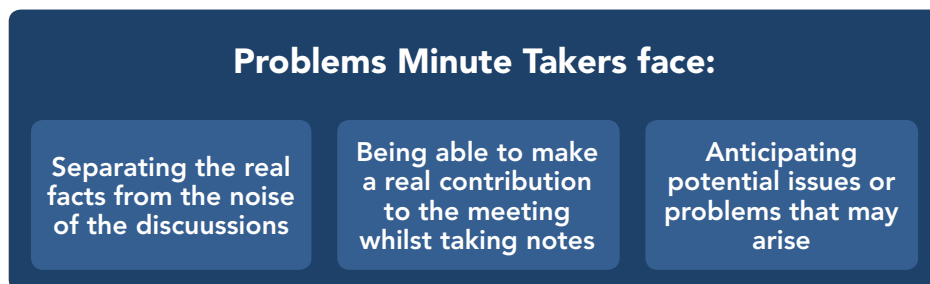 Problems Minute Takers face:
Separating the real
facts from the noise
of the discuussions
Being able to make
a real contribution
to the meeting
whilst taking notes
Anticipating
potential issues or
problems that may
arise